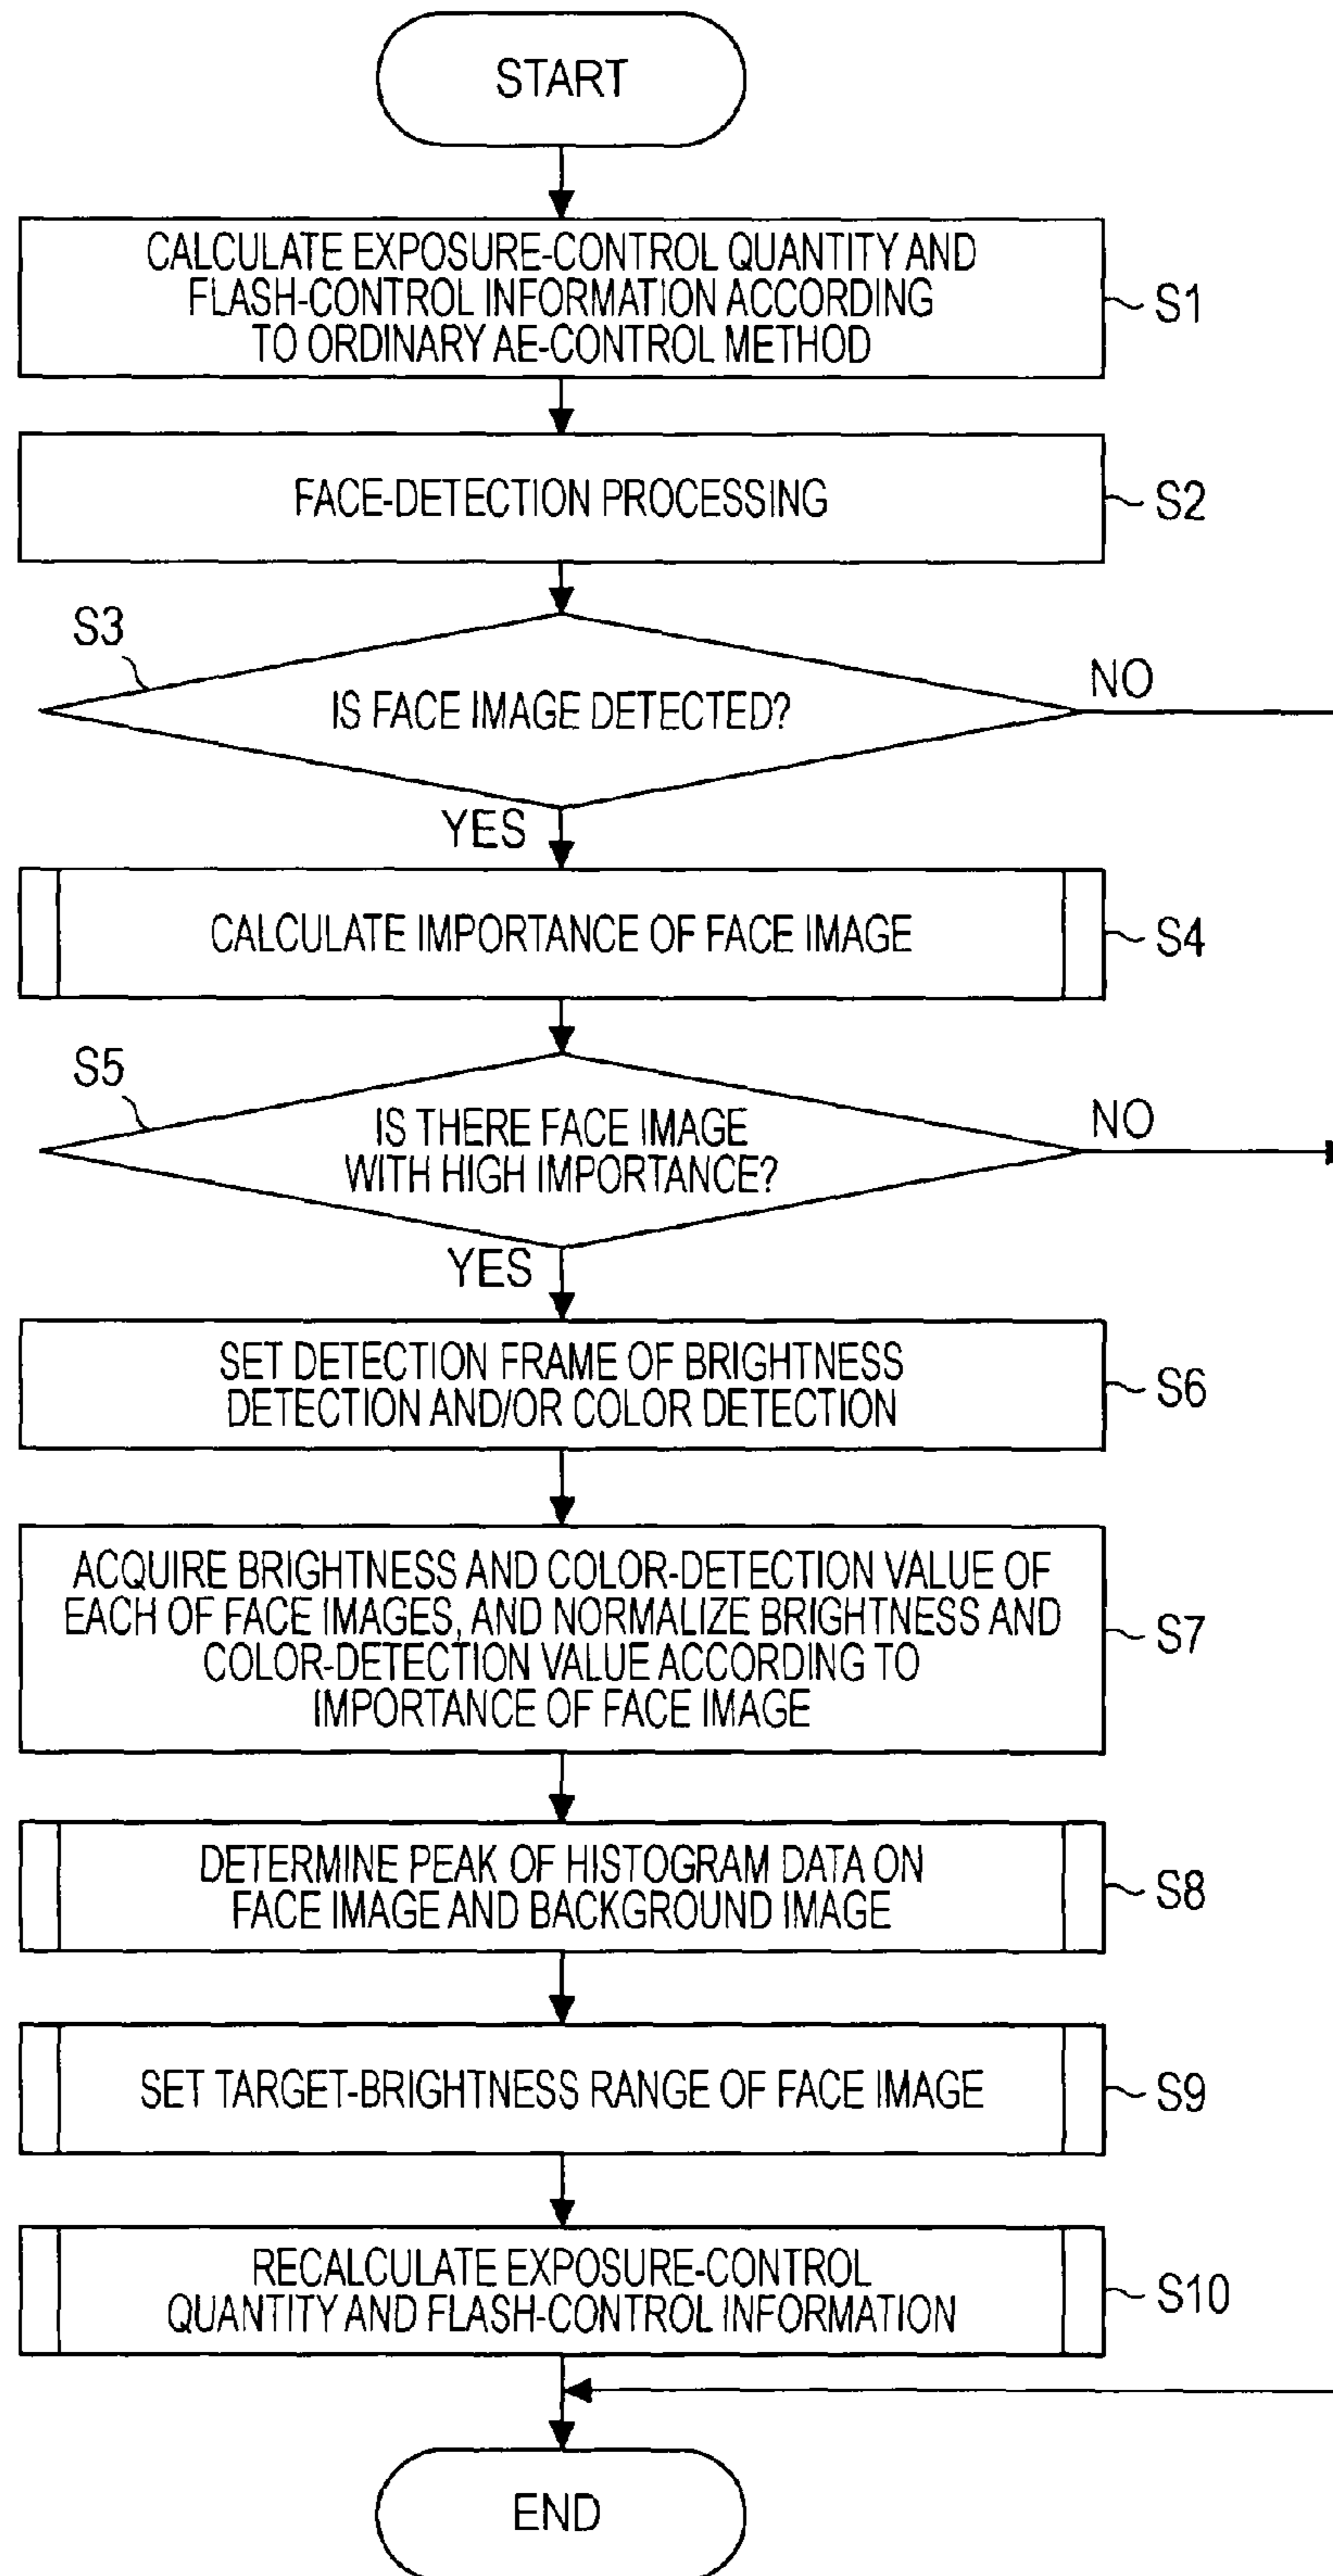 START
CALCULATE EXPOSURE-CONTROL QUANTITY AND
FLASH-CONTROL INFORMATION ACCORDING
TO ORDINARY AE-CONTROL METHOD
S1
FACE-DETECTION PROCESSING
S2
S3
IS FACE IMAGE DETECTED?
NO
YES
CALCULATE IMPORTANCE OF FACE IMAGE
S4
S5
IS THERE FACE IMAGE
WITH HIGH IMPORTANCE?
NO
YES
SET DETECTION FRAME OF BRIGHTNESS
DETECTION AND/OR COLOR DETECTION
S6
ACQUIRE BRIGHTNESS AND COLOR-DETECTION VALUE OF
EACH OF FACE IMAGES, AND NORMALIZE BRIGHTNESS AND
COLOR-DETECTION VALUE ACCORDING TO
IMPORTANCE OF FACE IMAGE
S7
DETERMINE PEAK OF HISTOGRAM DATA ON
FACE IMAGE AND BACKGROUND IMAGE
S8
SET TARGET-BRIGHTNESS RANGE OF FACE IMAGE
S9
RECALCULATE EXPOSURE-CONTROL
QUANTITY AND FLASH-CONTROL INFORMATION
S10
END